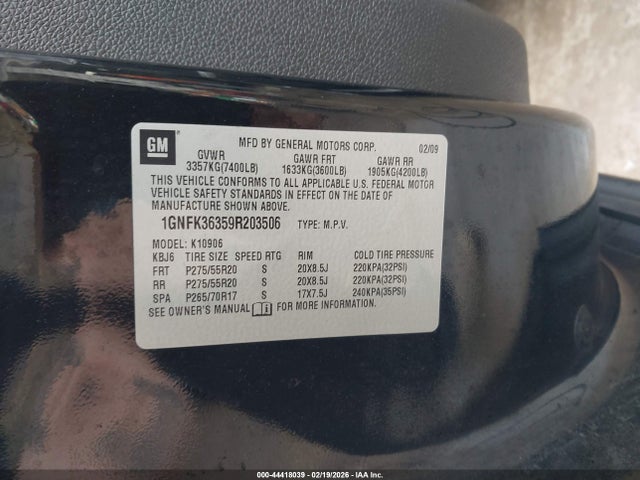 GM
MFD BY GENERAL MOTORS CORP. 02/09
GVWR GAWR FRT GAWR RR
3357KG(7400LB) 1633KG(3600LB) 1905KG(4200LB)
THIS VEHICLE CONFORMS TO ALL APPLICABLE U.S. FEDERAL MOTOR
VEHICLE SAFETY STANDARDS IN EFFECT ON THE DATE OF
MANUFACTURE SHOWN ABOVE.
1GNFK36359R203506 TYPE: M.P.V.
MODEL: K10906
KBJ6 TIRE SIZE SPEED RTG RIM COLD TIRE PRESSURE
FRT P275/55R20 S 20X8.5J 220KPA(32PSI)
RR P275/55R20 S 20X8.5J 220KPA(32PSI)
SPA P265/70R17 S 17X7.5J 240KPA(35PSI)
SEE OWNER'S MANUAL FOR MORE INFORMATION.
000-44418039 - 02/19/2026 - IAA Inc.